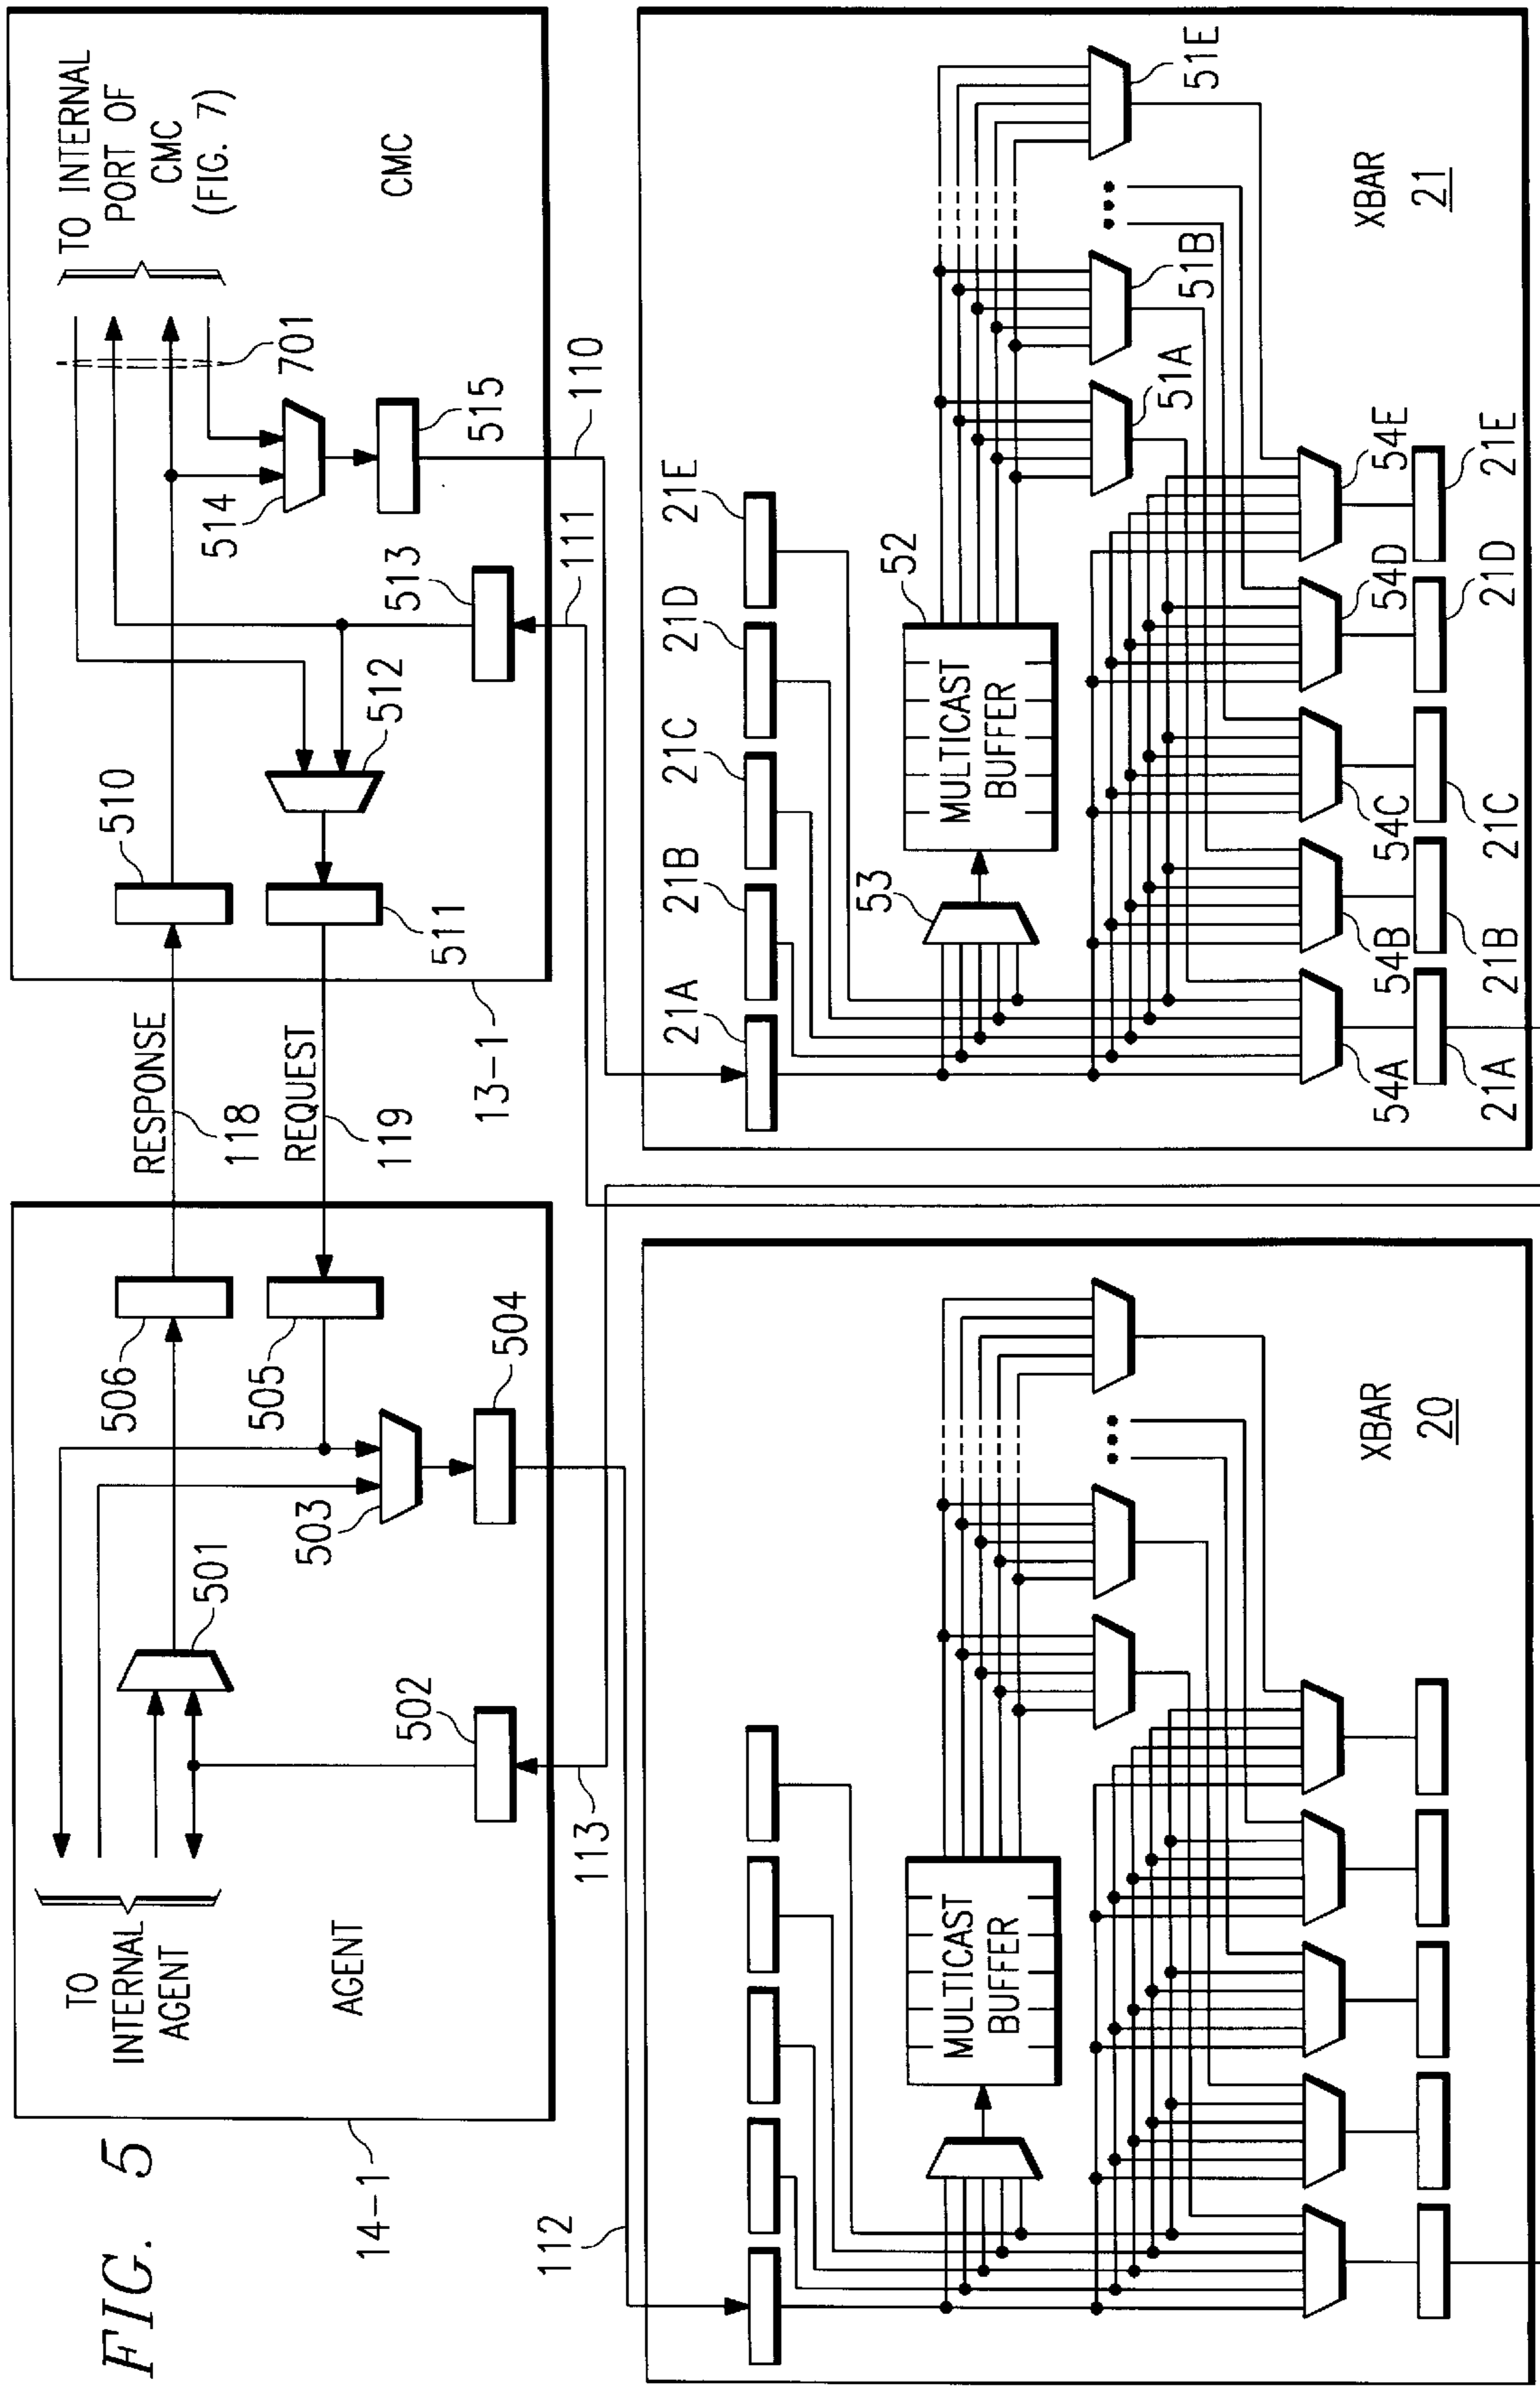 FIG. 5
TO
INTERNAL
AGENT
AGENT
14-1
501
502
503
504
505
506
113
112
RESPONSE
118
REQUEST
119
13-1
510
511
512
513
514
515
701
TO INTERNAL
PORT OF
CMC
(FIG. 7)
CMC
111
110
MULTICAST
BUFFER
XBAR
20
21A
21B
21C
21D
21E
53
52
MULTICAST
BUFFER
51A
51B
51E
XBAR
21
54A
54B
54C
54D
54E
21A
21B
21C
21D
21E